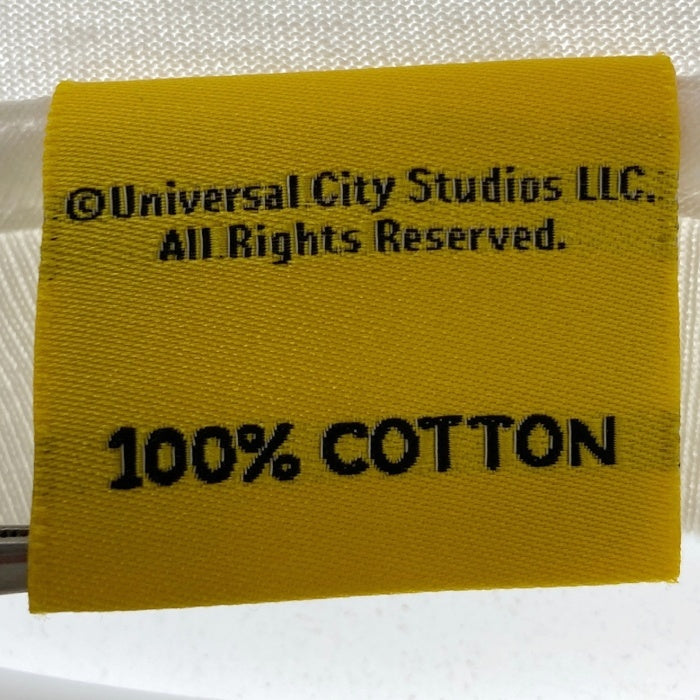 ©Universal City Studios LLC.
All Rights Reserved.
100% COTTON